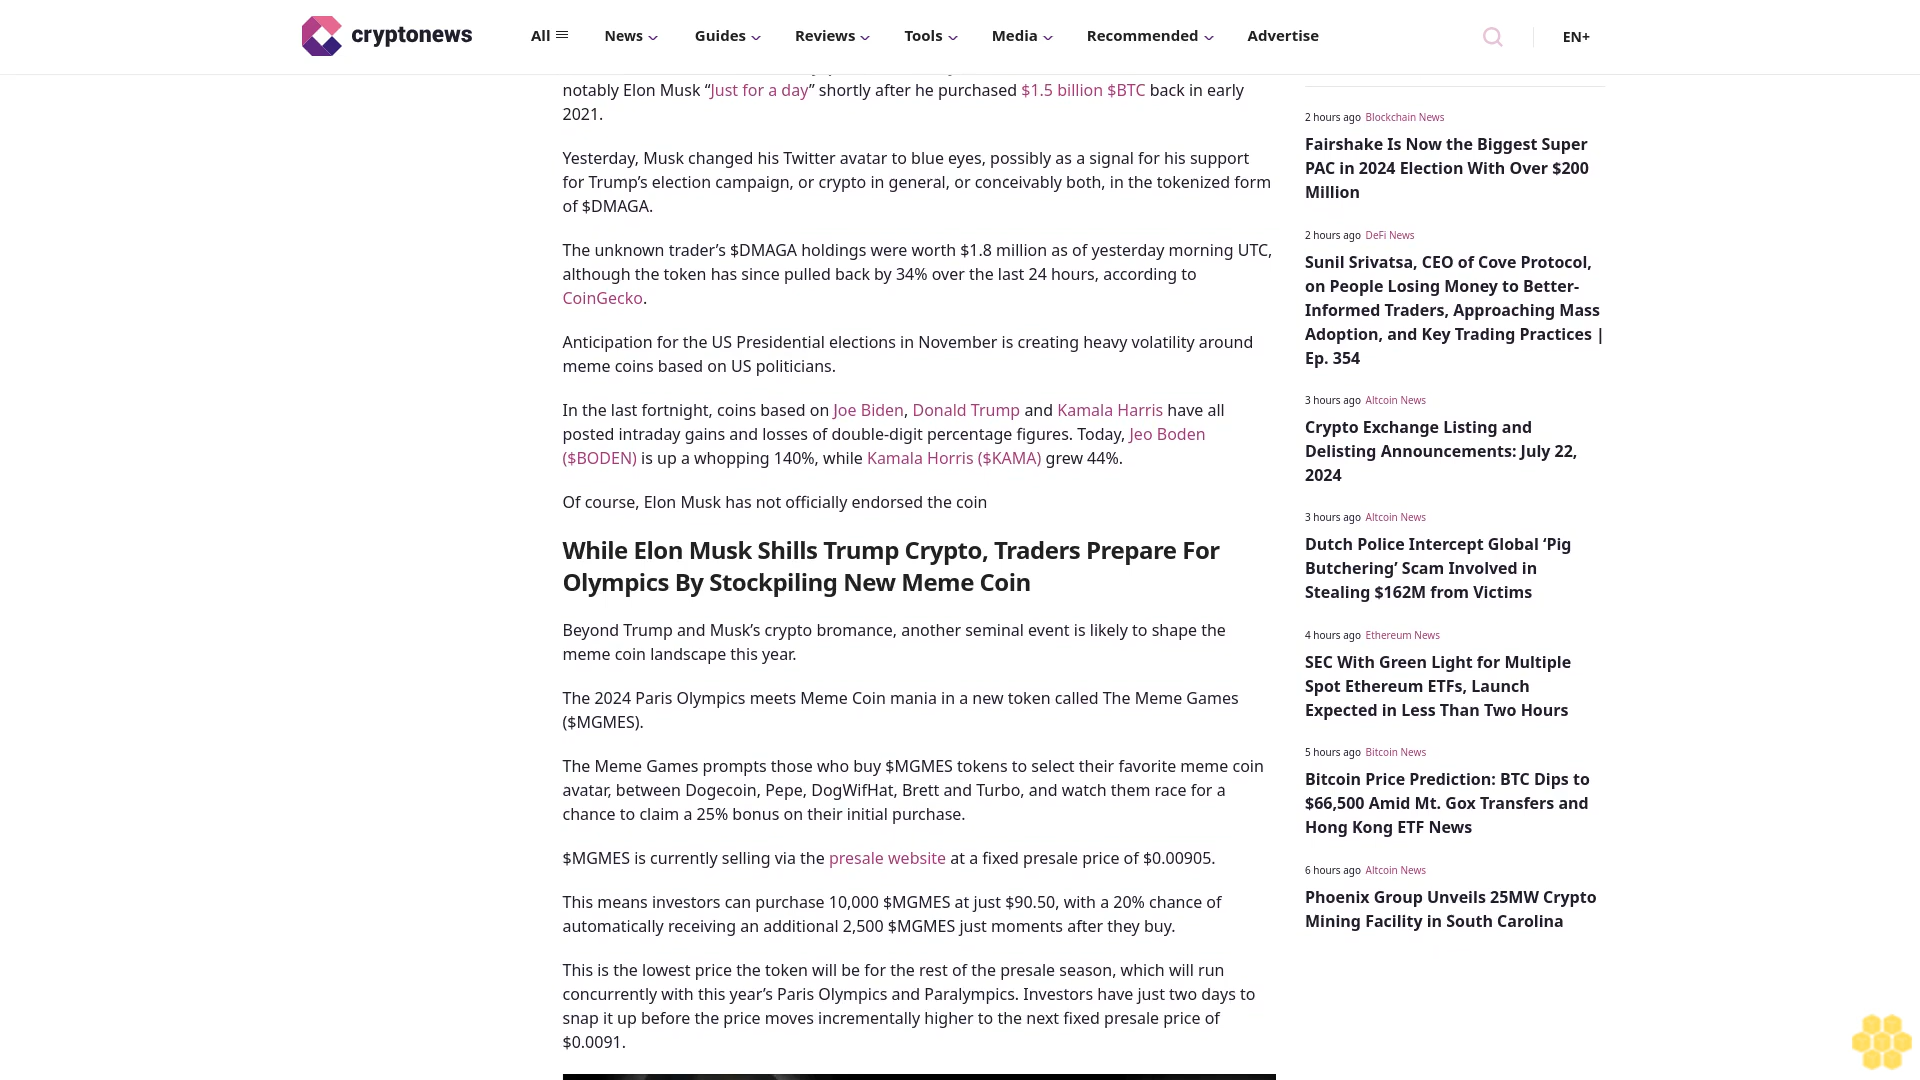 cryptonews
All
News
Guides
Reviews
Tools
Media
Recommended
Advertise
EN+
notably Elon Musk “Just for a day” shortly after he purchased $1.5 billion $BTC back in early
2021.
Yesterday, Musk changed his Twitter avatar to blue eyes, possibly as a signal for his support
for Trump’s election campaign, or crypto in general, or conceivably both, in the tokenized form
of $DMAGA.
The unknown trader’s $DMAGA holdings were worth $1.8 million as of yesterday morning UTC,
although the token has since pulled back by 34% over the last 24 hours, according to
CoinGecko.
Anticipation for the US Presidential elections in November is creating heavy volatility around
meme coins based on US politicians.
In the last fortnight, coins based on Joe Biden, Donald Trump and Kamala Harris have all
posted intraday gains and losses of double-digit percentage figures. Today, Jeo Boden
($BODEN) is up a whopping 140%, while Kamala Horris ($KAMA) grew 44%.
Of course, Elon Musk has not officially endorsed the coin
While Elon Musk Shills Trump Crypto, Traders Prepare For
Olympics By Stockpiling New Meme Coin
Beyond Trump and Musk’s crypto bromance, another seminal event is likely to shape the
meme coin landscape this year.
The 2024 Paris Olympics meets Meme Coin mania in a new token called The Meme Games
($MGMES).
The Meme Games prompts those who buy $MGMES tokens to select their favorite meme coin
avatar, between Dogecoin, Pepe, DogWifHat, Brett and Turbo, and watch them race for a
chance to claim a 25% bonus on their initial purchase.
$MGMES is currently selling via the presale website at a fixed presale price of $0.00905.
This means investors can purchase 10,000 $MGMES at just $90.50, with a 20% chance of
automatically receiving an additional 2,500 $MGMES just moments after they buy.
This is the lowest price the token will be for the rest of the presale season, which will run
concurrently with this year’s Paris Olympics and Paralympics. Investors have just two days to
snap it up before the price moves incrementally higher to the next fixed presale price of
$0.0091.
2 hours ago Blockchain News
Fairshake Is Now the Biggest Super
PAC in 2024 Election With Over $200
Million
2 hours ago DeFi News
Sunil Srivatsa, CEO of Cove Protocol,
on People Losing Money to Better-
Informed Traders, Approaching Mass
Adoption, and Key Trading Practices |
Ep. 354
3 hours ago Altcoin News
Crypto Exchange Listing and
Delisting Announcements: July 22,
2024
3 hours ago Altcoin News
Dutch Police Intercept Global ‘Pig
Butchering’ Scam Involved in
Stealing $162M from Victims
4 hours ago Ethereum News
SEC With Green Light for Multiple
Spot Ethereum ETFs, Launch
Expected in Less Than Two Hours
5 hours ago Bitcoin News
Bitcoin Price Prediction: BTC Dips to
$66,500 Amid Mt. Gox Transfers and
Hong Kong ETF News
6 hours ago Altcoin News
Phoenix Group Unveils 25MW Crypto
Mining Facility in South Carolina